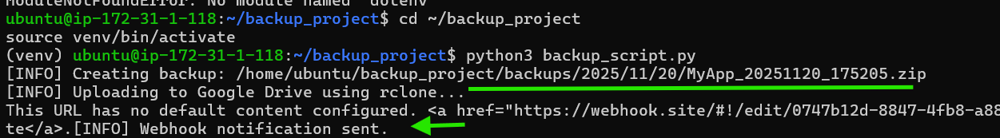 ModuleNotFoundError: No module named 'dotenv'
ubuntu@ip-172-31-1-118:~/backup_project$ cd ~/backup_project
source venv/bin/activate
(venv) ubuntu@ip-172-31-1-118:~/backup_project$ python3 backup_script.py
[INFO] Creating backup: /home/ubuntu/backup_project/backups/2025/11/20/MyApp_20251120_175205.zip
[INFO] Uploading to Google Drive using rclone...
This URL has no default content configured. <a href="https://webhook.site/#!/edit/0747b12d-8847-4fb8-a88
te</a>.[INFO] Webhook notification sent.